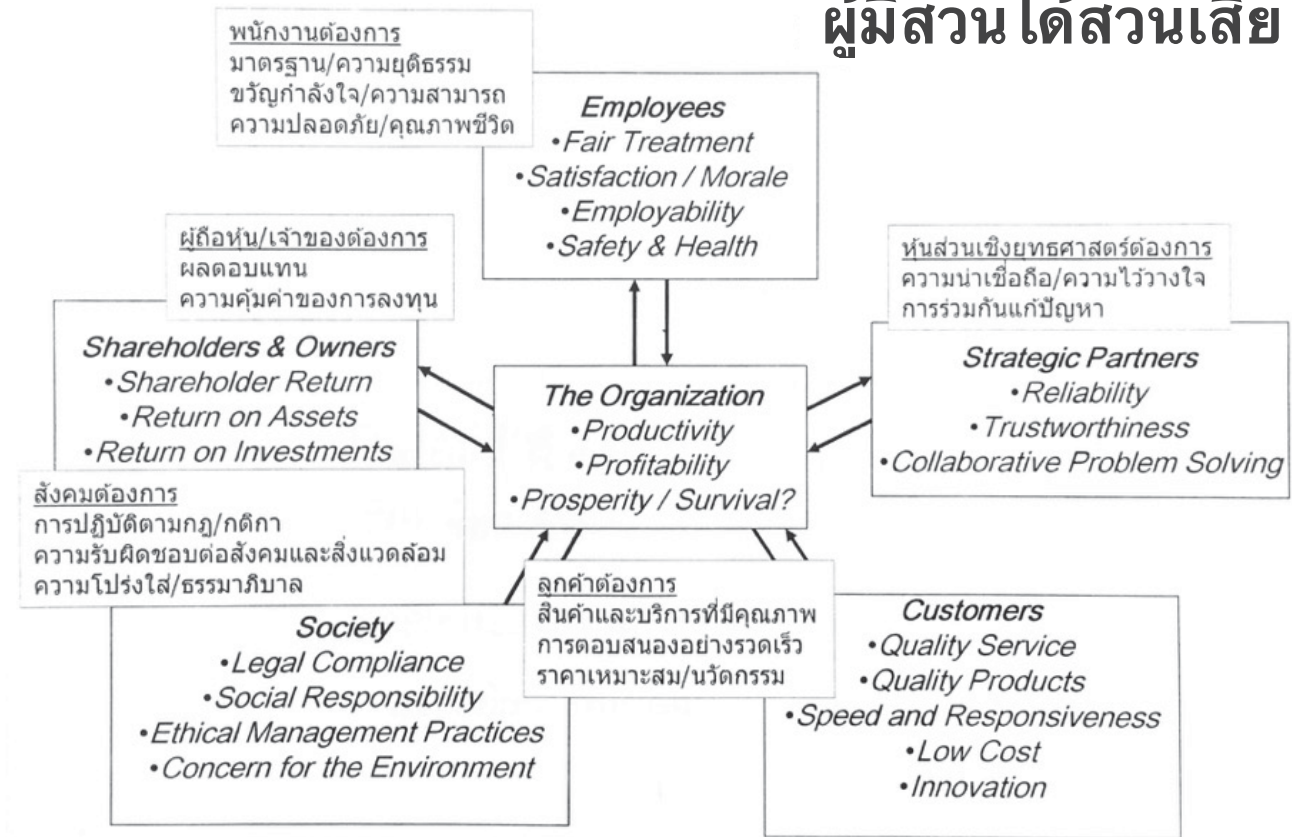 ผู้มีส่วนได้ส่วนเสีย
พนักงานต้องการ
มาตรฐาน/ความยุติธรรม
ขวัญกำลังใจ/ความสามารถ
ความปลอดภัย/คุณภาพชีวิต
Employees
•Fair Treatment
•Satisfaction / Morale
•Employability
•Safety & Health
ผู้ถือหุ้น/เจ้าของต้องการ
ผลตอบแทน
ความคุ้มค่าของการลงทุน
Shareholders & Owners
•Shareholder Return
•Return on Assets
•Return on Investments
หุ้นส่วนเชิงยุทธศาสตร์ต้องการ
ความน่าเชื่อถือ/ความไว้วางใจ
การร่วมกันแก้ปัญหา
Strategic Partners
•Reliability
•Trustworthiness
•Collaborative Problem Solving
The Organization
•Productivity
•Profitability
•Prosperity / Survival?
สังคมต้องการ
การปฏิบัติตามกฎ/กติกา
ความรับผิดชอบต่อสังคมและสิ่งแวดล้อม
ความโปร่งใส่/ธรรมาภิบาล
Society
•Legal Compliance
•Social Responsibility
•Ethical Management Practices
•Concern for the Environment
ลูกค้าต้องการ
สินค้าและบริการที่มีคุณภาพ
การตอบสนองอย่างรวดเร็ว
ราคาเหมาะสม/นวัตกรรม
Customers
•Quality Service
•Quality Products
•Speed and Responsiveness
•Low Cost
•Innovation